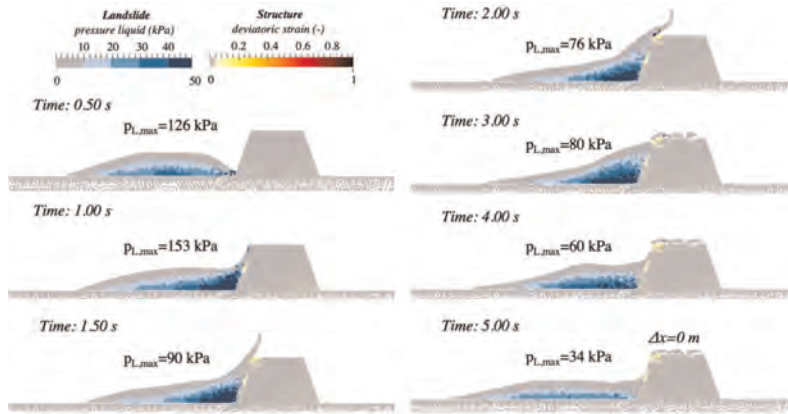 Landslide
pressure liquid (kPa)
10 20 30 40
0 50
Structure
deviatoric strain (-)
0.2 0.4 0.6 0.8
0 1
Time: 0.50 s
pL,max=126 kPa
Time: 1.00 s
pL,max=153 kPa
Time: 1.50 s
pL,max=90 kPa
Time: 2.00 s
pL,max=76 kPa
Time: 3.00 s
pL,max=80 kPa
Time: 4.00 s
pL,max=60 kPa
Time: 5.00 s
Δx=0 m
pL,max=34 kPa